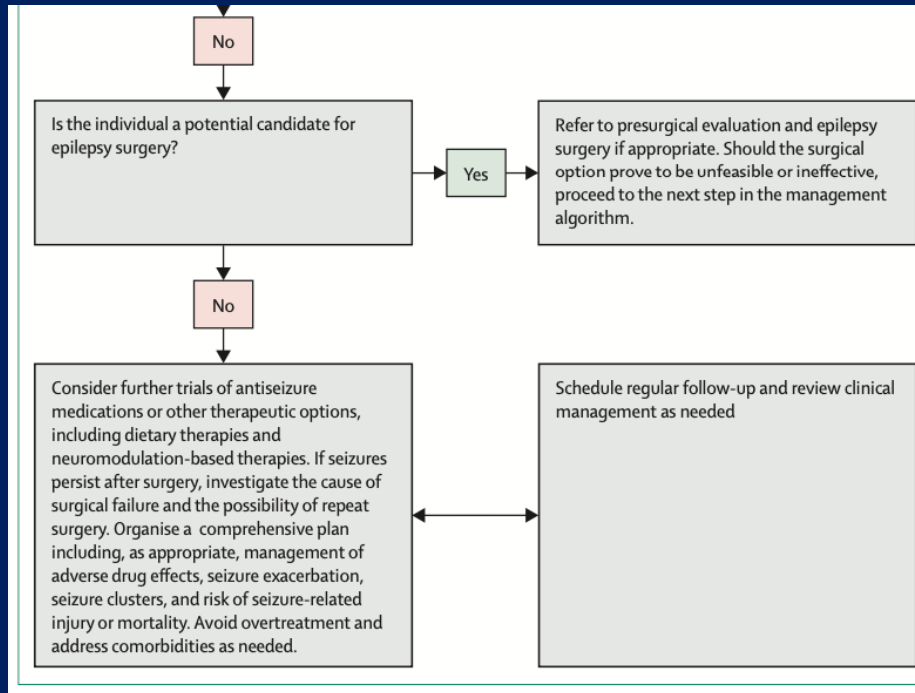 No
Is the individual a potential candidate for
epilepsy surgery?
Yes
Refer to presurgical evaluation and epilepsy
surgery if appropriate. Should the surgical
option prove to be unfeasible or ineffective,
proceed to the next step in the management
algorithm.
No
Consider further trials of antiseizure
medications or other therapeutic options,
including dietary therapies and
neuromodulation-based therapies. If seizures
persist after surgery, investigate the cause of
surgical failure and the possibility of repeat
surgery. Organise a comprehensive plan
including, as appropriate, management of
adverse drug effects, seizure exacerbation,
seizure clusters, and risk of seizure-related
injury or mortality. Avoid overtreatment and
address comorbidities as needed.
Schedule regular follow-up and review clinical
management as needed